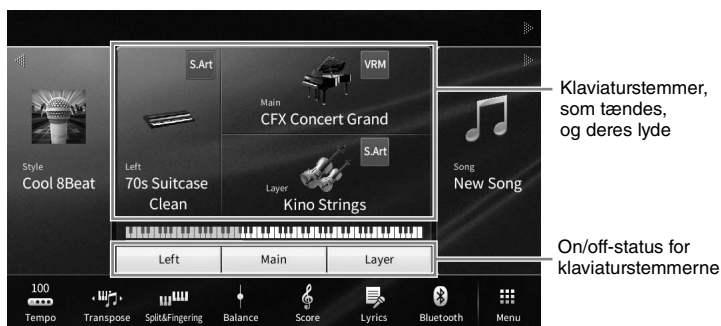 S.Art
VRM
Main
CFX Concert Grand
Style
Cool 8Beat
Left
70s Suitcase
Clean
S.Art
Layer
Kino Strings
Song
New Song
Left
Main
Layer
100
Tempo
Transpose
Split&Fingering
Balance
Score
Lyrics
Bluetooth
Menu
Klaviaturstemmer,
som tændes,
og deres lyde
On/off-status for
klaviaturstemmerne